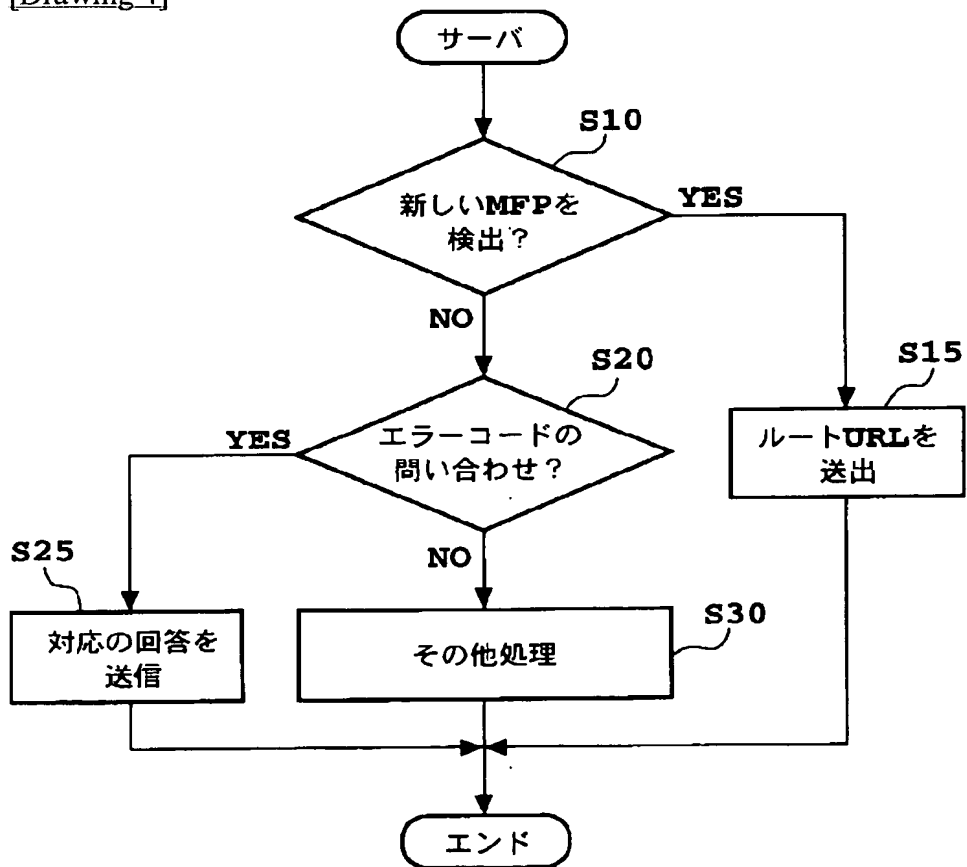 [Drawing 4]
サーバ
S10
新しいMFPを
検出？
YES
NO
S20
S15
エラーコードの
問い合わせ？
YES
ルートURLを
送出
NO
S25
対応の回答を
送信
S30
その他処理
エンド